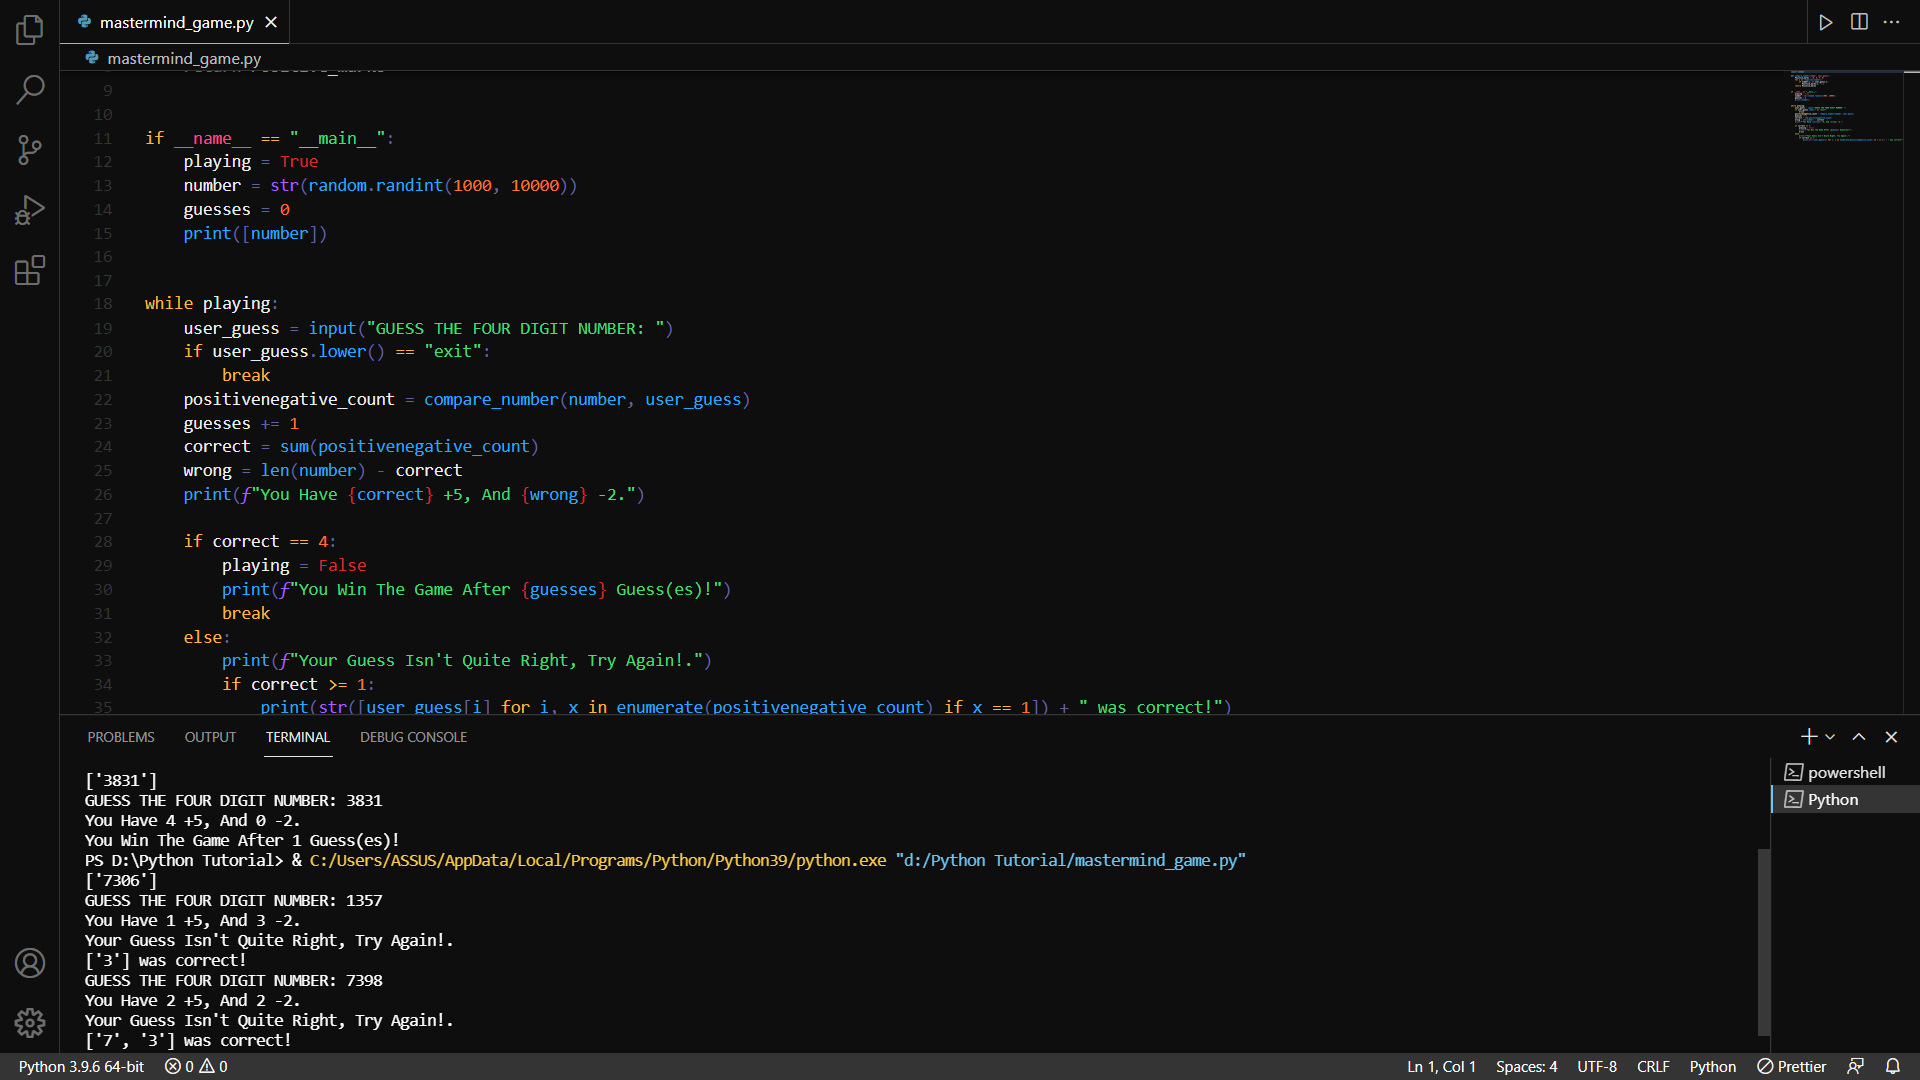 mastermind_game.py
mastermind_game.py
9
10
11 if __name__ == "__main__":
12     playing = True
13     number = str(random.randint(1000, 10000))
14     guesses = 0
15     print([number])
16
17
18 while playing:
19     user_guess = input("GUESS THE FOUR DIGIT NUMBER: ")
20     if user_guess.lower() == "exit":
21         break
22     positivenegative_count = compare_number(number, user_guess)
23     guesses += 1
24     correct = sum(positivenegative_count)
25     wrong = len(number) - correct
26     print(f"You Have {correct} +5, And {wrong} -2.")
27
28     if correct == 4:
29         playing = False
30         print(f"You Win The Game After {guesses} Guess(es)!")
31         break
32     else:
33         print(f"Your Guess Isn't Quite Right, Try Again!.")
34         if correct >= 1:
35             print(str([user_guess[i] for i, x in enumerate(positivenegative_count) if x == 1]) + " was correct!")
PROBLEMS OUTPUT TERMINAL DEBUG CONSOLE
['3831']
GUESS THE FOUR DIGIT NUMBER: 3831
You Have 4 +5, And 0 -2.
You Win The Game After 1 Guess(es)!
PS D:\Python Tutorial> & C:/Users/ASSUS/AppData/Local/Programs/Python/Python39/python.exe "d:/Python Tutorial/mastermind_game.py"
['7306']
GUESS THE FOUR DIGIT NUMBER: 1357
You Have 1 +5, And 3 -2.
Your Guess Isn't Quite Right, Try Again!.
['3'] was correct!
GUESS THE FOUR DIGIT NUMBER: 7398
You Have 2 +5, And 2 -2.
Your Guess Isn't Quite Right, Try Again!.
['7', '3'] was correct!
powershell
Python
Python 3.9.6 64-bit 0 0 Ln 1, Col 1 Spaces: 4 UTF-8 CRLF Python Prettier